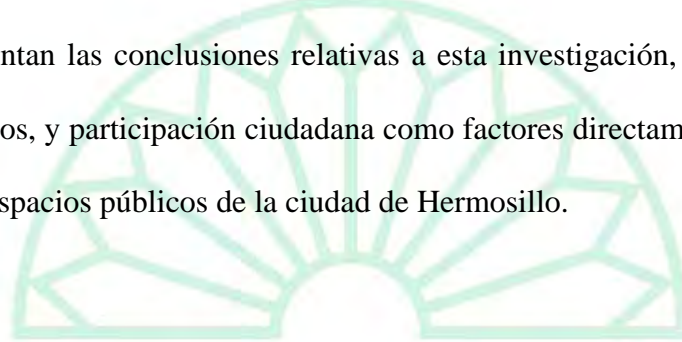 ntan las conclusiones relativas a esta investigación,
os, y participación ciudadana como factores directam
spacios públicos de la ciudad de Hermosillo.